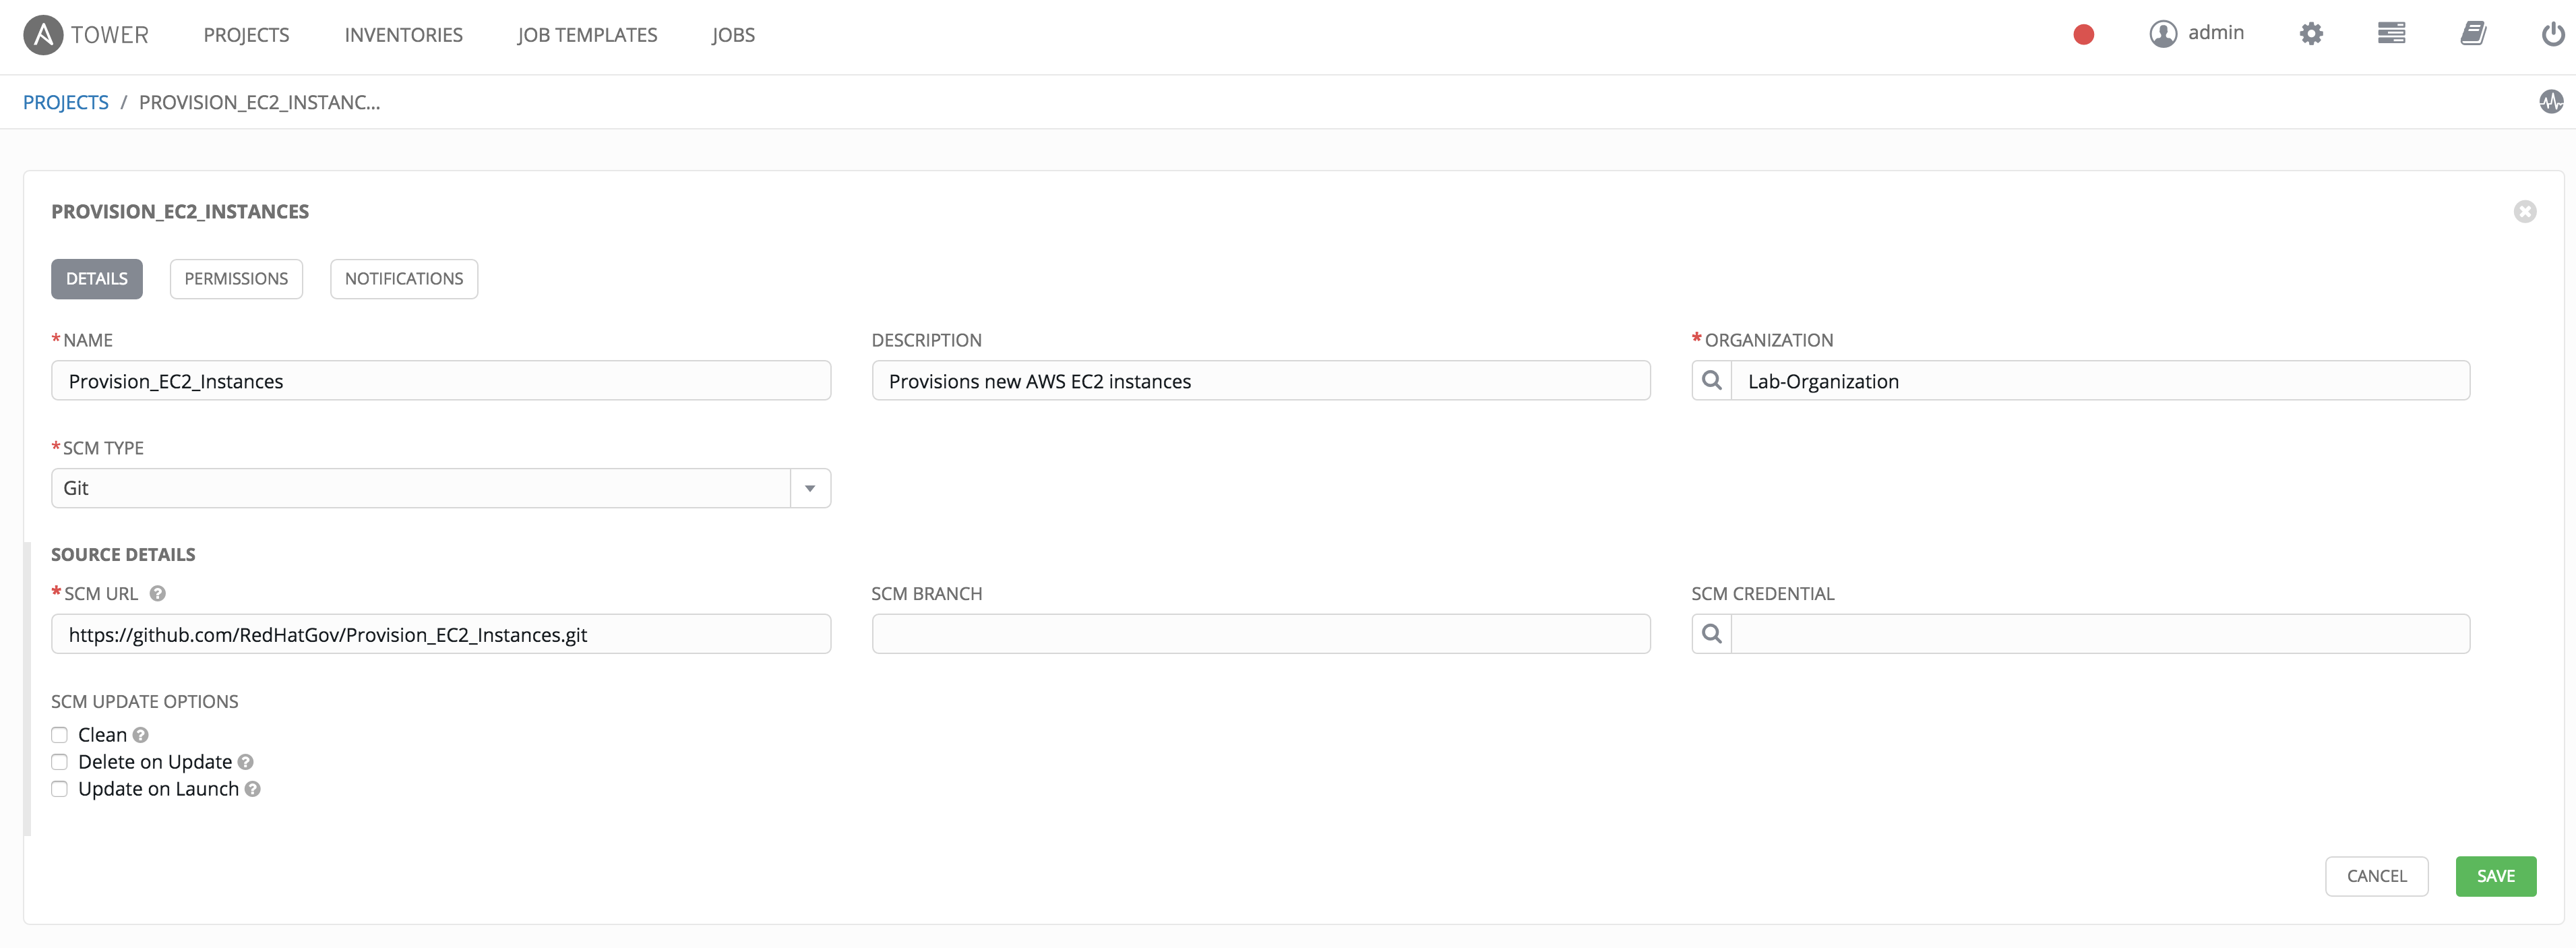 A TOWER PROJECTS INVENTORIES JOB TEMPLATES JOBS admin
PROJECTS / PROVISION_EC2_INSTANC...
PROVISION_EC2_INSTANCES
DETAILS PERMISSIONS NOTIFICATIONS
* NAME DESCRIPTION * ORGANIZATION
Provision_EC2_Instances Provisions new AWS EC2 instances Lab-Organization
* SCM TYPE
Git
SOURCE DETAILS
* SCM URL ? SCM BRANCH SCM CREDENTIAL
https://github.com/RedHatGov/Provision_EC2_Instances.git
SCM UPDATE OPTIONS
Clean ?
Delete on Update ?
Update on Launch ?
CANCEL SAVE